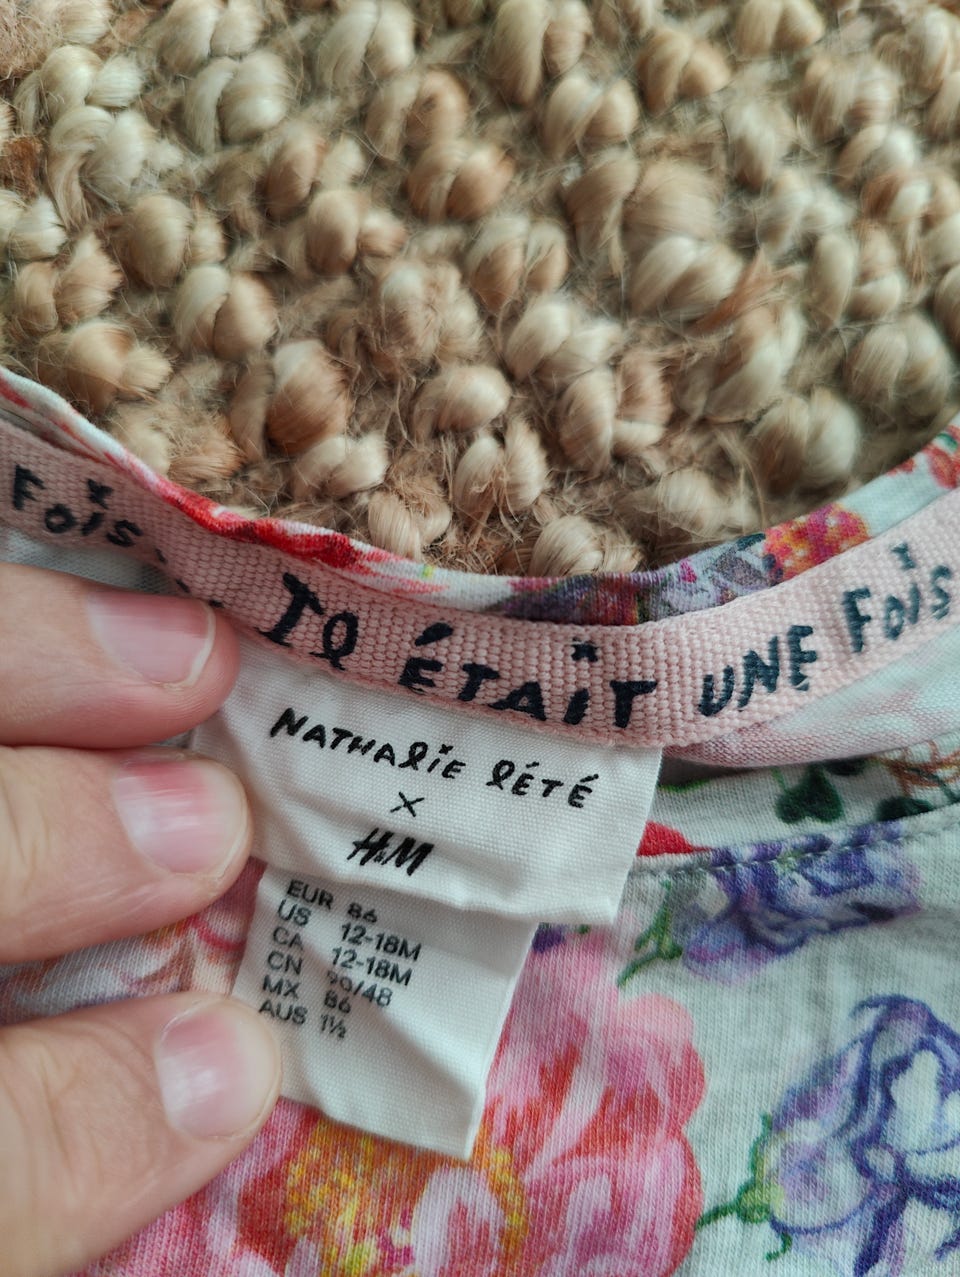 Fois... Il ÉTAIT UNE Fois
NATHAlie lÉTÉ
×
H&M
EUR 86
US 12-18M
CA 12-18M
CN 90/48
MX 86
AUS 1½